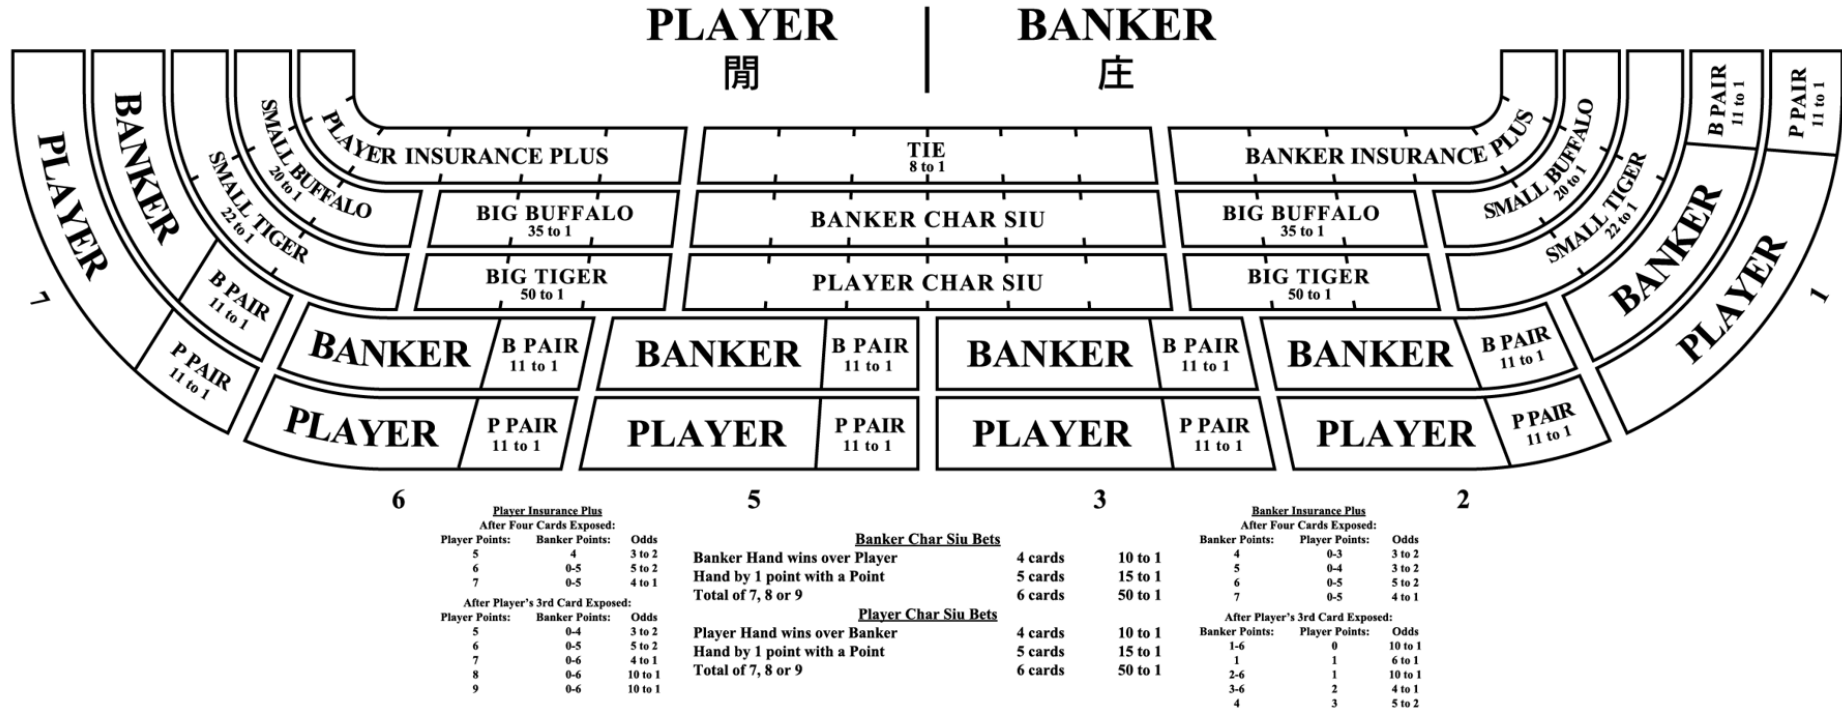 PLAYER
閒
BANKER
庄
PLAYER
BANKER
SMALL TIGER
22 to 1
SMALL BUFFALO
20 to 1
PLAYER INSURANCE PLUS
TIE
8 to 1
BANKER INSURANCE PLUS
SMALL BUFFALO
20 to 1
SMALL TIGER
22 to 1
B PAIR
11 to 1
P PAIR
11 to 1
BIG BUFFALO
35 to 1
BANKER CHAR SIU
BIG BUFFALO
35 to 1
BIG TIGER
50 to 1
PLAYER CHAR SIU
BIG TIGER
50 to 1
BANKER
PLAYER
B PAIR
11 to 1
P PAIR
11 to 1
BANKER
B PAIR
11 to 1
BANKER
B PAIR
11 to 1
BANKER
B PAIR
11 to 1
BANKER
B PAIR
11 to 1
PLAYER
P PAIR
11 to 1
PLAYER
P PAIR
11 to 1
PLAYER
P PAIR
11 to 1
PLAYER
P PAIR
11 to 1
7
6
5
3
2
1
Player Insurance Plus
After Four Cards Exposed:
Player Points: Banker Points: Odds
5 4 3 to 2
6 0-5 5 to 2
7 0-5 4 to 1
After Player's 3rd Card Exposed:
Player Points: Banker Points: Odds
5 0-4 3 to 2
6 0-5 5 to 2
7 0-6 4 to 1
8 0-6 10 to 1
9 0-6 10 to 1
Banker Char Siu Bets
Banker Hand wins over Player 4 cards 10 to 1
Hand by 1 point with a Point 5 cards 15 to 1
Total of 7, 8 or 9 6 cards 50 to 1
Player Char Siu Bets
Player Hand wins over Banker 4 cards 10 to 1
Hand by 1 point with a Point 5 cards 15 to 1
Total of 7, 8 or 9 6 cards 50 to 1
Banker Insurance Plus
After Four Cards Exposed:
Banker Points: Player Points: Odds
4 0-3 3 to 2
5 0-4 3 to 2
6 0-5 5 to 2
7 0-5 4 to 1
After Player's 3rd Card Exposed:
Banker Points: Player Points: Odds
1-6 0 10 to 1
1 1 6 to 1
2-6 1 10 to 1
3-6 2 4 to 1
4 3 5 to 2